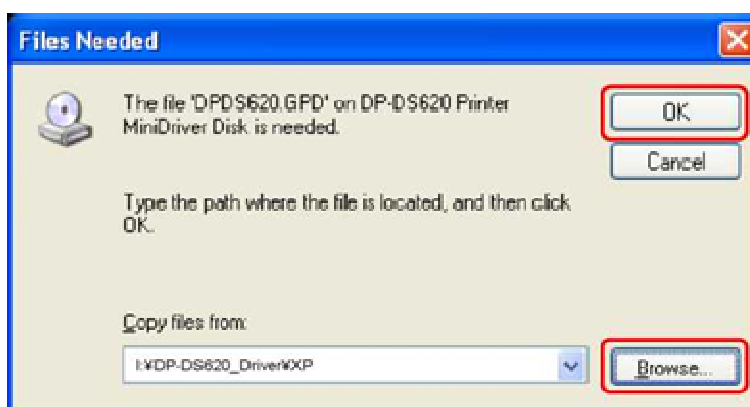 Files Needed
The file 'DPDS620.GPD' on DP-DS620 Printer
MiniDriver Disk is needed.
OK
Cancel
Type the path where the file is located, and then click
OK.
Copy files from:
I:¥DP-DS620_Driver¥XP
Browse...